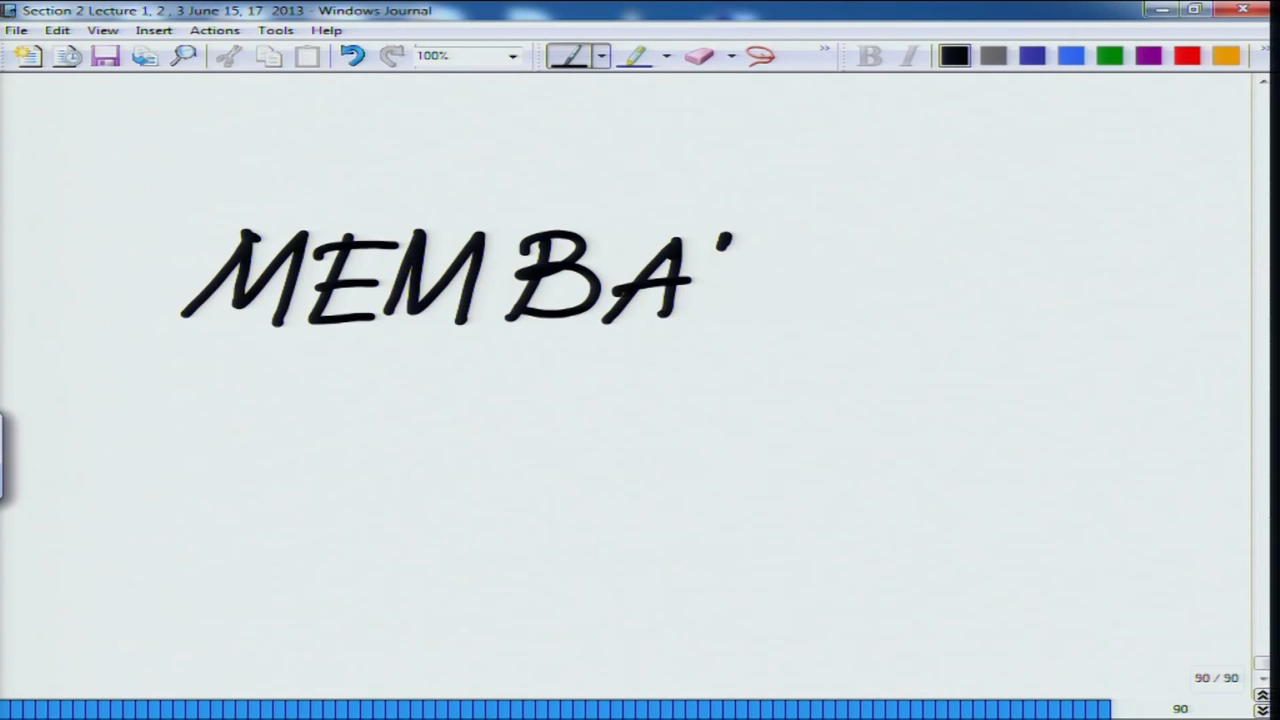 Section 2 Lecture 1, 2 , 3 June 15, 17 2013 - Windows Journal
File Edit View Insert Actions Tools Help
100% B I
MEMBA'
90 / 90
90